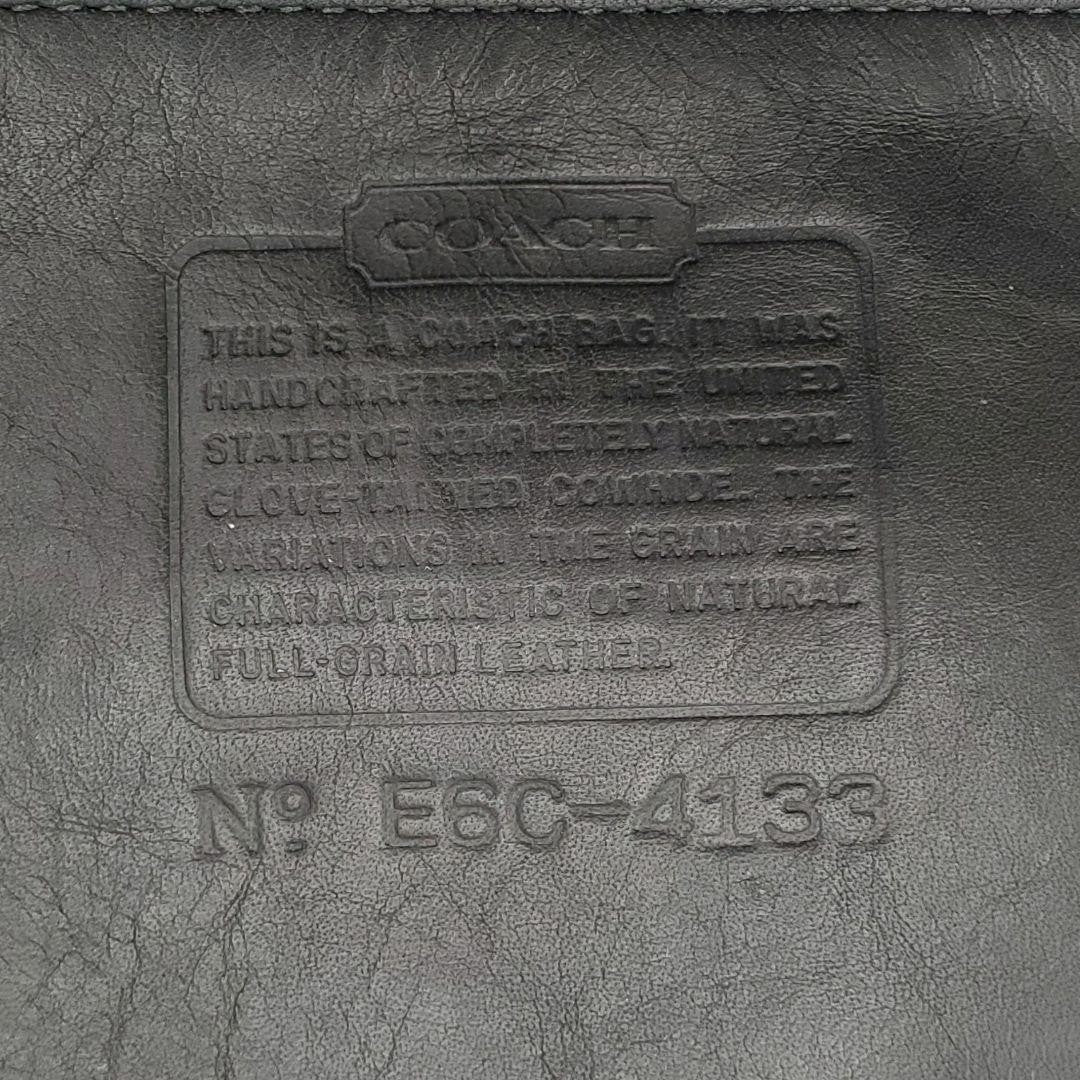 COACH
THIS IS A COACH BAG. IT WAS
HANDCRAFTED IN THE UNITED
STATES OF COMPLETELY NATURAL
GLOVE-TANNED COWHIDE. THE
VARIATIONS IN THE GRAIN ARE
CHARACTERISTIC OF NATURAL
FULL-GRAIN LEATHER.
Nº E6C-4133